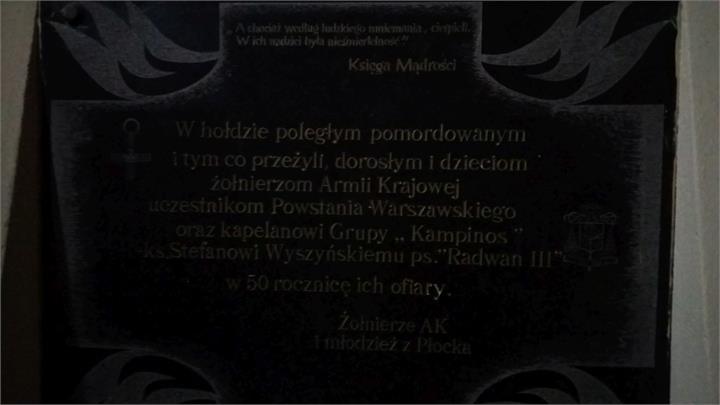 „A chociaż według ludzkiego mniemania, cierpieli,
W ich nadziei była nieśmiertelność”
Księga Mądrości
W hołdzie poległym pomordowanym
i tym co przeżyli, dorosłym i dzieciom
żołnierzom Armii Krajowej
uczestnikom Powstania Warszawskiego
oraz kapelanowi Grupy „Kampinos”
ks. Stefanowi Wyszyńskiemu ps."Radwan III"
w 50 rocznicę ich ofiary.
Żołnierze AK
i młodzież z Płocka